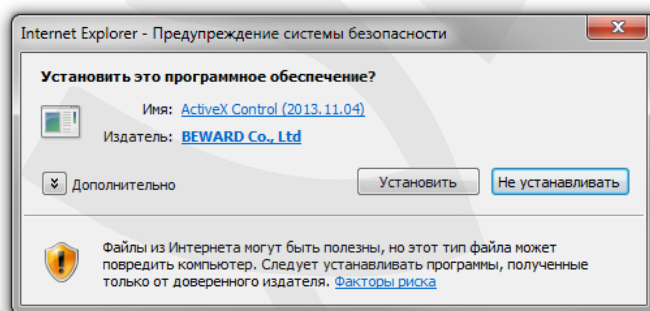 Internet Explorer - Предупреждение системы безопасности
Установить это программное обеспечение?
Имя: ActiveX Control (2013.11.04)
Издатель: BEWARD Co., Ltd
Дополнительно
Установить
Не устанавливать
Файлы из Интернета могут быть полезны, но этот тип файла может
повредить компьютер. Следует устанавливать программы, полученные
только от доверенного издателя. Факторы риска